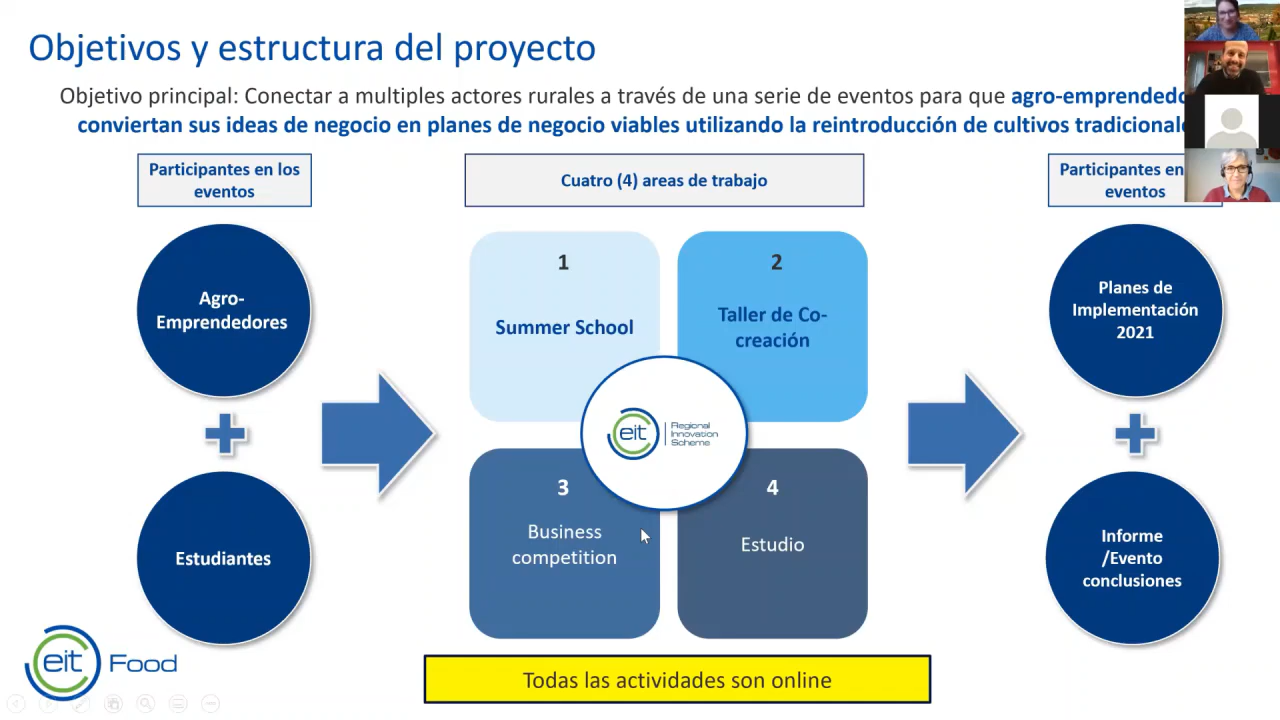 Objetivos y estructura del proyecto
Objetivo principal: Conectar a multiples actores rurales a través de una serie de eventos para que
conviertan sus ideas de negocio en planes de negocio viables utilizando la reintroducción de cultivos
Participantes en los
eventos
Cuatro (4) areas de trabajo
Participantes en
eventos
Agro-
Emprendedores
Estudiantes
1
Summer School
2
Taller de Co-
creación
eit
Regional
Innovation
Scheme
3
Business
competition
4
Estudio
Planes de
Implementación
2021
Informe
/Evento
conclusiones
eit Food
Todas las actividades son online